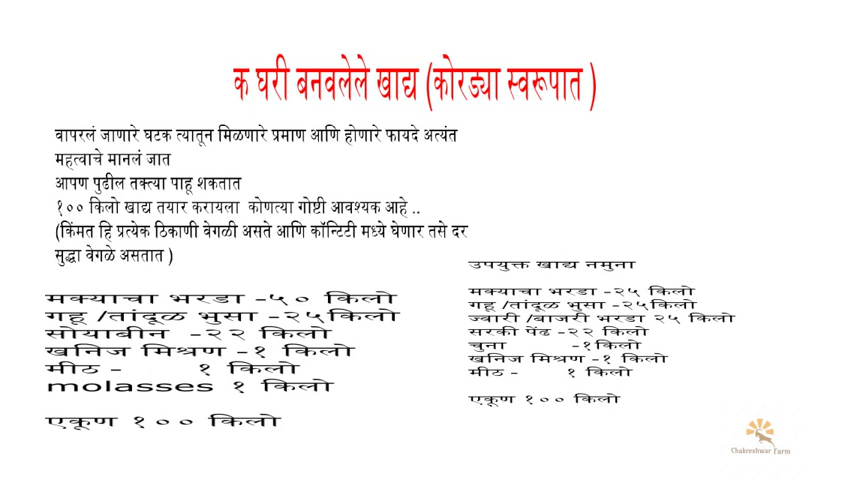 क घरी बनवलेले खाद्य (कोरड्या स्वरूपात )
वापरलं जाणारे घटक त्यातून मिळणारे प्रमाण आणि होणारे फायदे अत्यंत
महत्वाचे मानलं जात
आपण पुढील तक्त्या पाहू शकतात
१०० किलो खाद्य तयार करायला कोणत्या गोष्टी आवश्यक आहे ..
(किंमत हि प्रत्येक ठिकाणी वेगळी असते आणि कॉन्टिटी मध्ये घेणार तसे दर
सुद्धा वेगळे असतात )
मक्याचा भरडा -५० किलो
गहू /तांदूळ भुसा -२५किलो
सोयाबीन -२२ किलो
खनिज मिश्रण -१ किलो
मीठ - १ किलो
molasses १ किलो
एकूण १०० किलो
उपयुक्त खाद्य नमुना
मक्याचा भरडा -२५ किलो
गहू /तांदूळ भुसा -२५किलो
ज्वारी /बाजरी भरडा २५ किलो
सरकी पेंढ -२२ किलो
चुना -१किलो
खनिज मिश्रण -१ किलो
मीठ - १ किलो
एकूण १०० किलो
Chakreshwar Farm